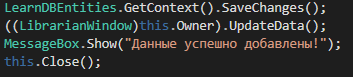 LearnDBEntities.GetContext().SaveChanges();
((LibrarianWindow)this.Owner).UpdateData();
MessageBox.Show("Данные успешно добавлены!");
this.Close();